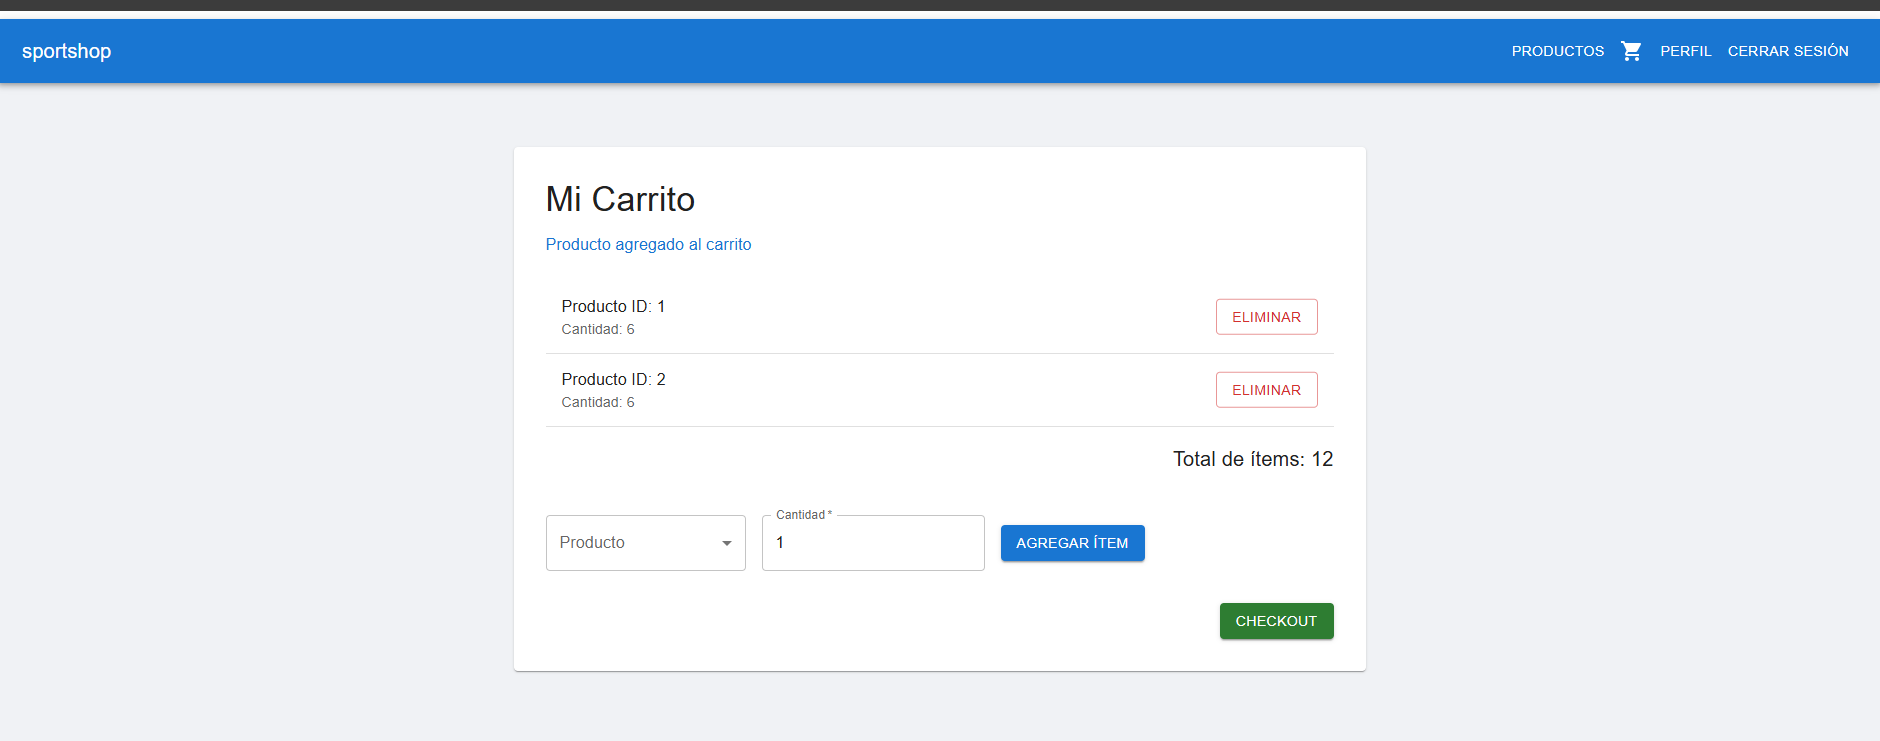 sportshop
PRODUCTOS PERFIL CERRAR SESIÓN
Mi Carrito
Producto agregado al carrito
Producto ID: 1
Cantidad: 6
ELIMINAR
Producto ID: 2
Cantidad: 6
ELIMINAR
Total de ítems: 12
Producto
Cantidad *
1
AGREGAR ÍTEM
CHECKOUT